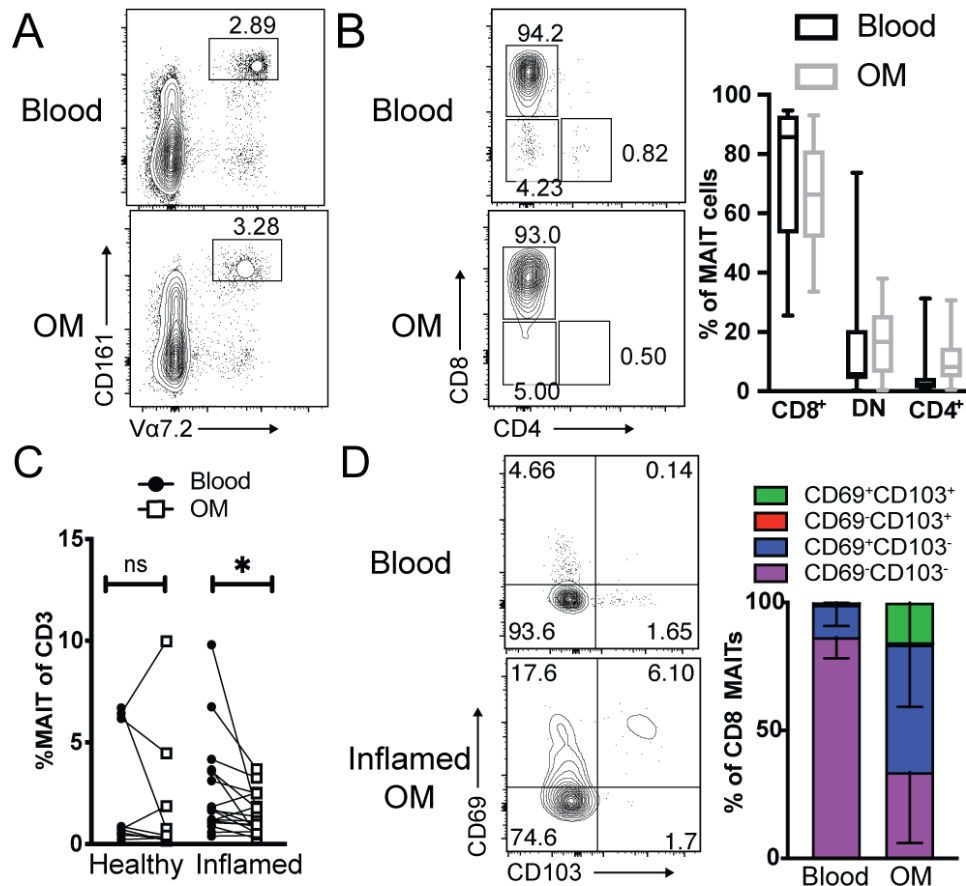 A
Blood
2.89
3.28
OM
CD161
Vα7.2
B
94.2
0.82
4.23
93.0
0.50
5.00
CD8
CD4
Blood
OM
% of MAIT cells
100
80
60
40
20
0
CD8+
DN
CD4+
C
Blood
OM
%MAIT of CD3
15
10
5
0
ns
*
Healthy
Inflamed
D
Blood
4.66
0.14
93.6
1.65
Inflamed
OM
17.6
6.10
74.6
1.7
CD69
CD103
CD69+CD103+
CD69-CD103+
CD69+CD103-
CD69-CD103-
% of CD8 MAITs
100
50
0
Blood
OM